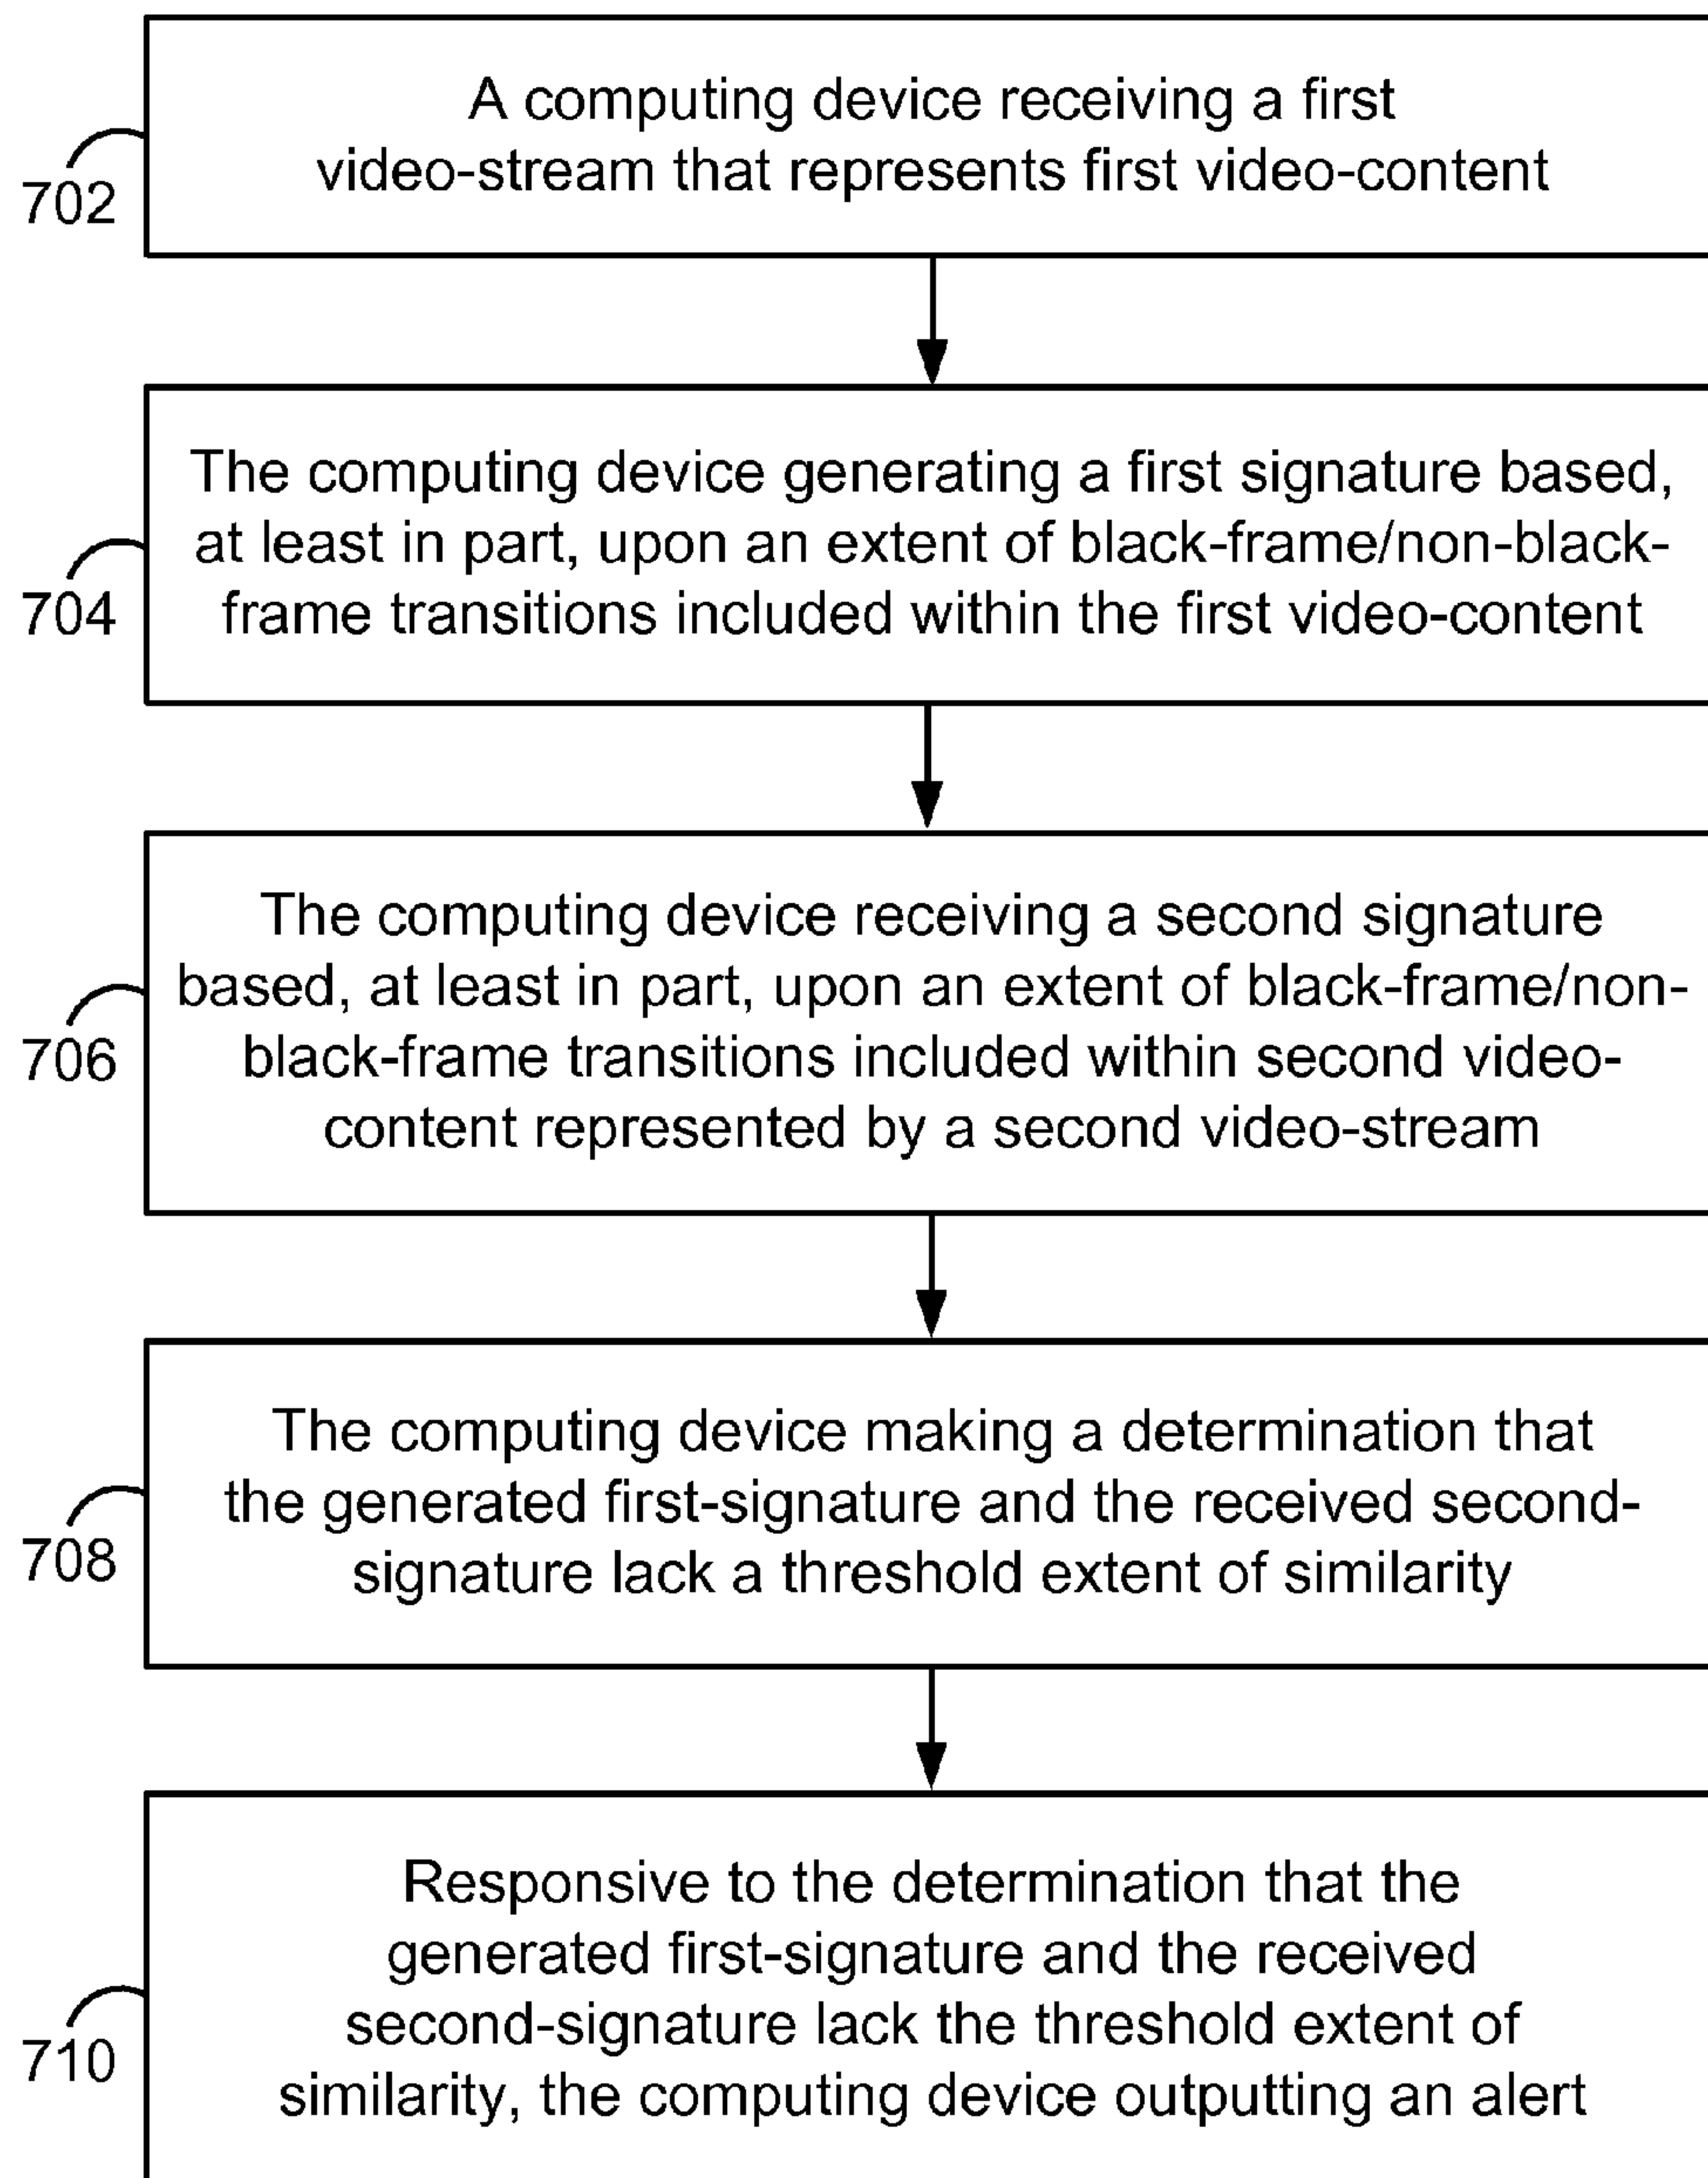 A computing device receiving a first
video-stream that represents first video-content
702
The computing device generating a first signature based,
at least in part, upon an extent of black-frame/non-black-
frame transitions included within the first video-content
704
The computing device receiving a second signature
based, at least in part, upon an extent of black-frame/non-
black-frame transitions included within second video-
content represented by a second video-stream
706
The computing device making a determination that
the generated first-signature and the received second-
signature lack a threshold extent of similarity
708
Responsive to the determination that the
generated first-signature and the received
second-signature lack the threshold extent of
similarity, the computing device outputting an alert
710